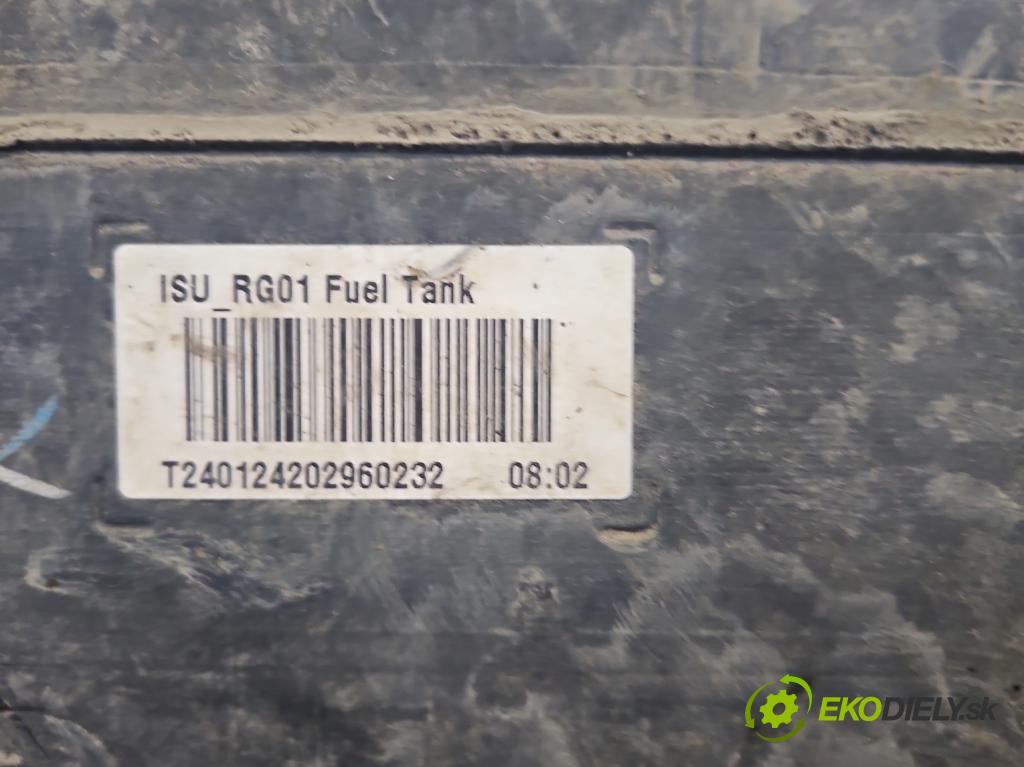 ISU_RG01 Fuel Tank
T240124202960232 08:02
EKODIELY.sk